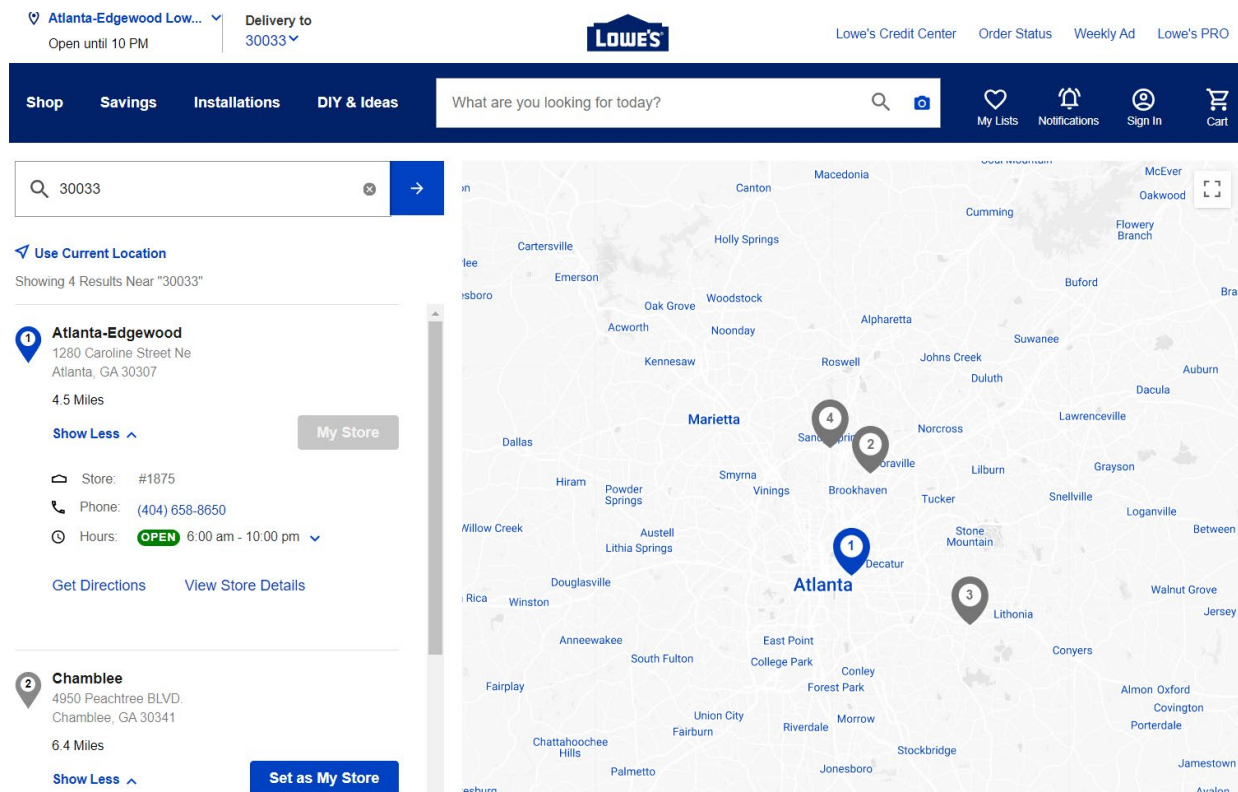 Atlanta-Edgewood Low...
Open until 10 PM
Delivery to
30033
LOWE'S
Lowe's Credit Center
Order Status
Weekly Ad
Lowe's PRO
Shop
Savings
Installations
DIY & Ideas
What are you looking for today?
My Lists
Notifications
Sign In
Cart
30033
Use Current Location
Showing 4 Results Near "30033"
1
Atlanta-Edgewood
1280 Caroline Street Ne
Atlanta, GA 30307
4.5 Miles
Show Less
My Store
Store: #1875
Phone: (404) 658-8650
Hours: OPEN 6:00 am - 10:00 pm
Get Directions
View Store Details
2
Chamblee
4950 Peachtree BLVD.
Chamblee, GA 30341
6.4 Miles
Show Less
Set as My Store
McEver
Macedonia
Canton
Oakwood
Cumming
Flowery
Branch
Holly Springs
Cartersville
Emerson
Buford
Woodstock
Oak Grove
Alpharetta
Acworth
Noonday
Suwanee
Kennesaw
Roswell
Johns Creek
Auburn
Duluth
Dacula
Marietta
4
Lawrenceville
Norcross
Dallas
2
Lilburn
Grayson
Smyrna
Hiram
Powder
Springs
Vinings
Brookhaven
Tucker
Snellville
Loganville
Willow Creek
Austell
Stone
Mountain
Between
Lithia Springs
1
Decatur
Douglasville
Atlanta
3
Walnut Grove
Rica
Winston
Lithonia
Jersey
Anneewakee
East Point
South Fulton
College Park
Conyers
Conley
Fairplay
Forest Park
Almon
Oxford
Covington
Union City
Morrow
Fairburn
Riverdale
Porterdale
Chattahoochee
Hills
Stockbridge
Jamestown
Palmetto
Jonesboro